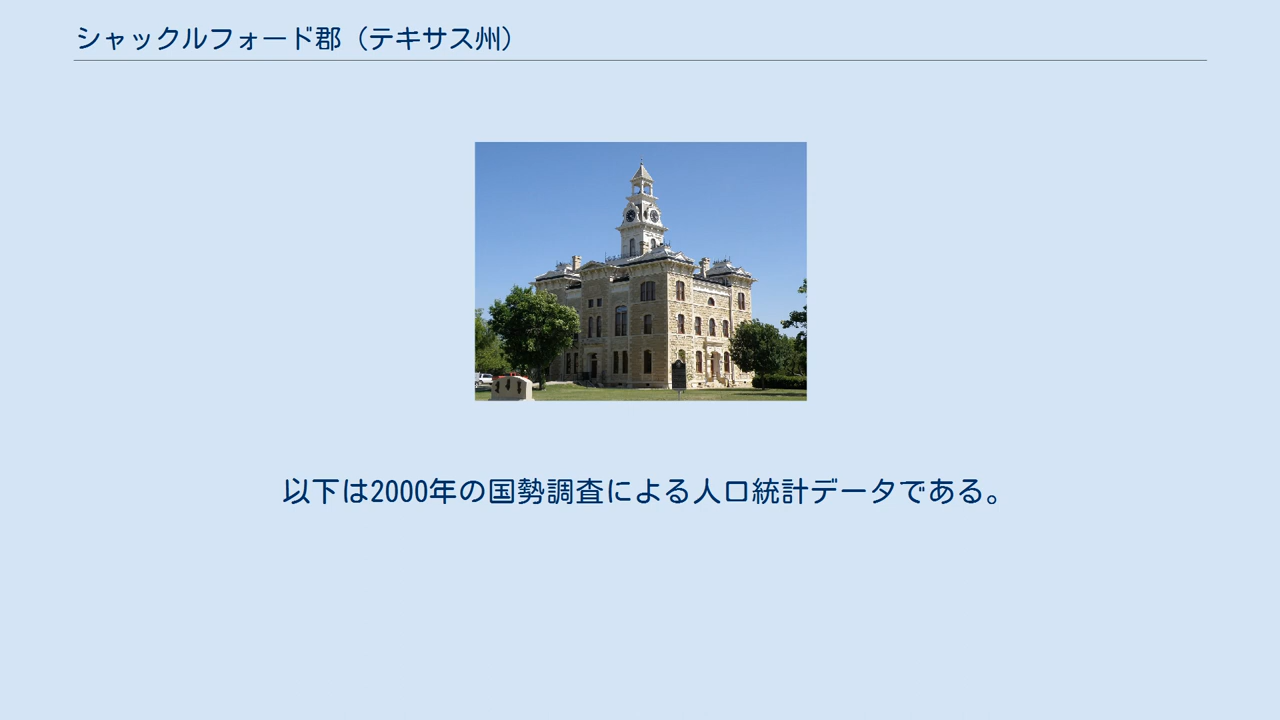 シャックルフォード郡（テキサス州）
以下は2000年の国勢調査による人口統計データである。